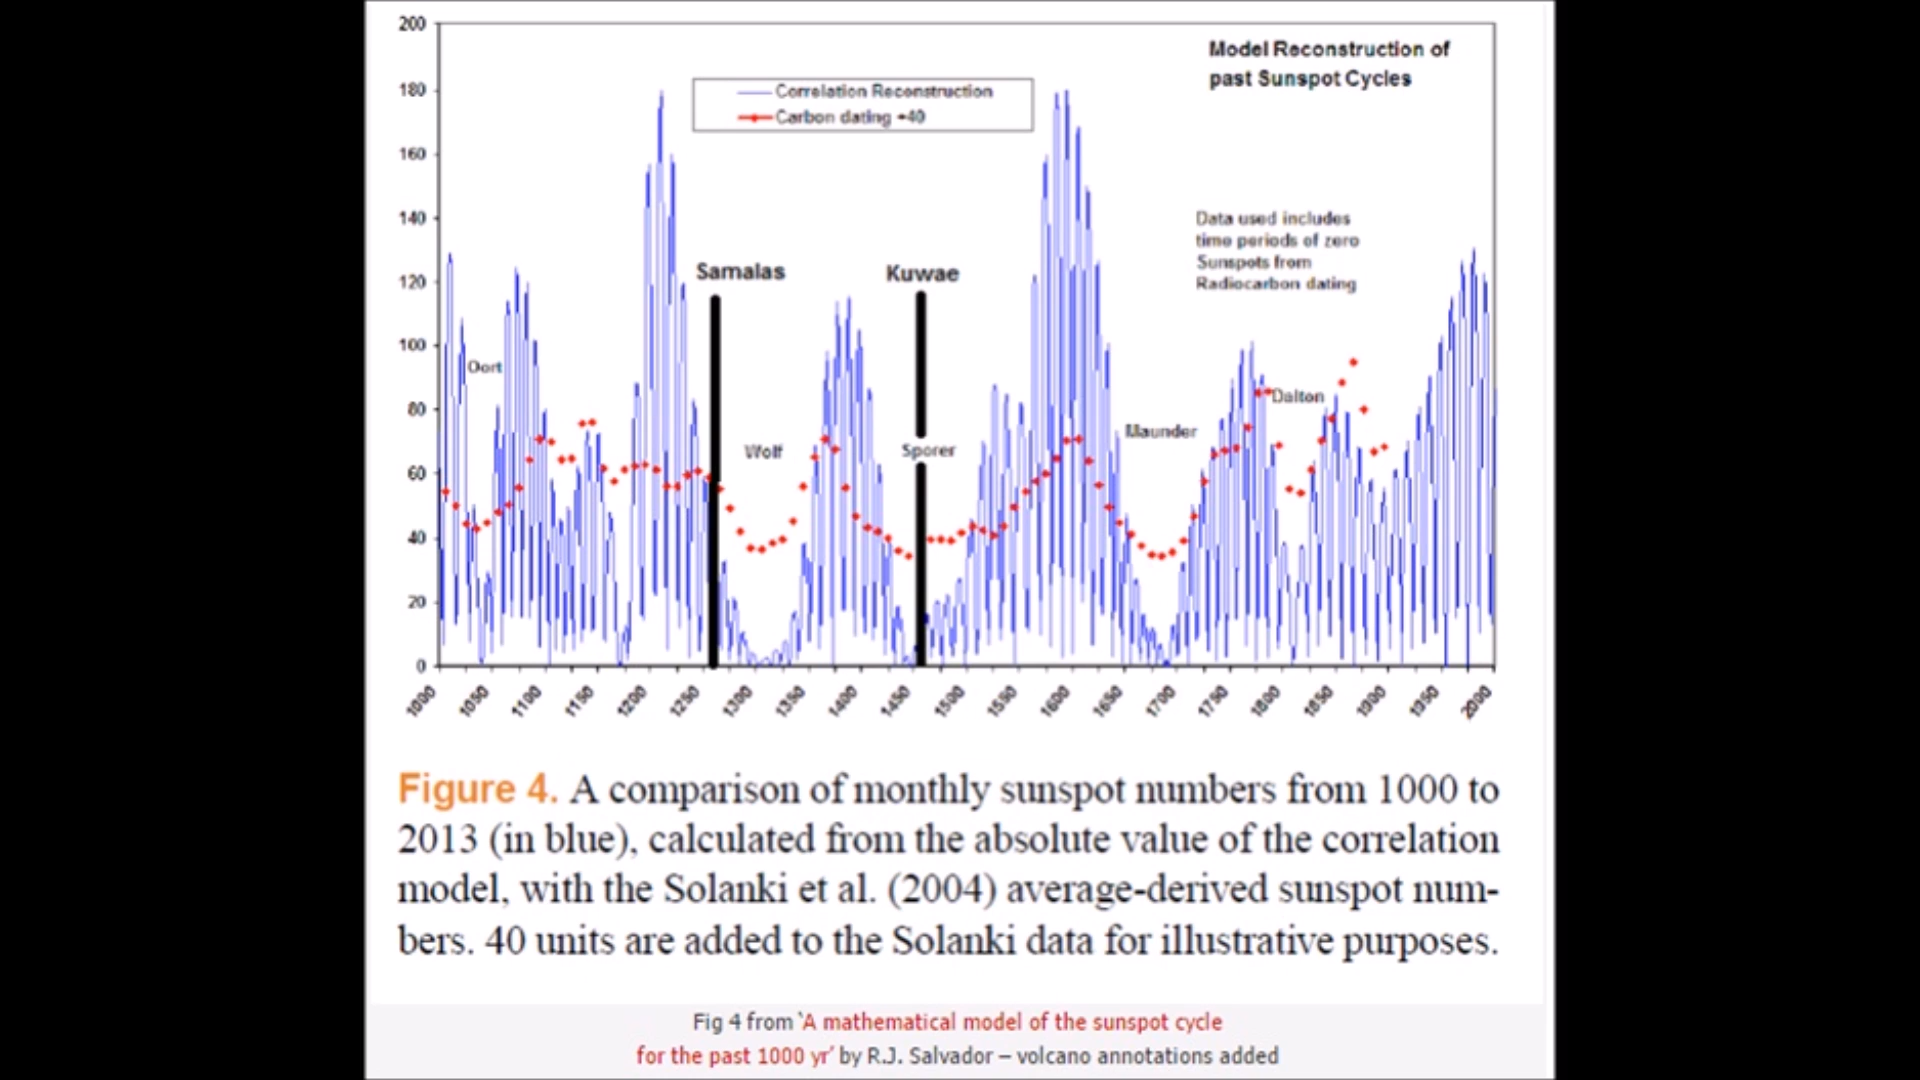 200
Model Reconstruction of
past Sunspot Cycles
180
Correlation Reconstruction
Carbon dating +40
160
140
Data used includes
time periods of zero
Sunspots from
Radiocarbon dating
120
Samalas
Kuwae
100
Oort
Dalton
80
Maunder
Wolf
Sporer
60
40
20
0
1000 1050 1100 1150 1200 1250 1300 1350 1400 1450 1500 1550 1600 1650 1700 1750 1800 1850 1900 1950 2000
Figure 4. A comparison of monthly sunspot numbers from 1000 to
2013 (in blue), calculated from the absolute value of the correlation
model, with the Solanki et al. (2004) average-derived sunspot num-
bers. 40 units are added to the Solanki data for illustrative purposes.
Fig 4 from ‘A mathematical model of the sunspot cycle
for the past 1000 yr’ by R.J. Salvador – volcano annotations added